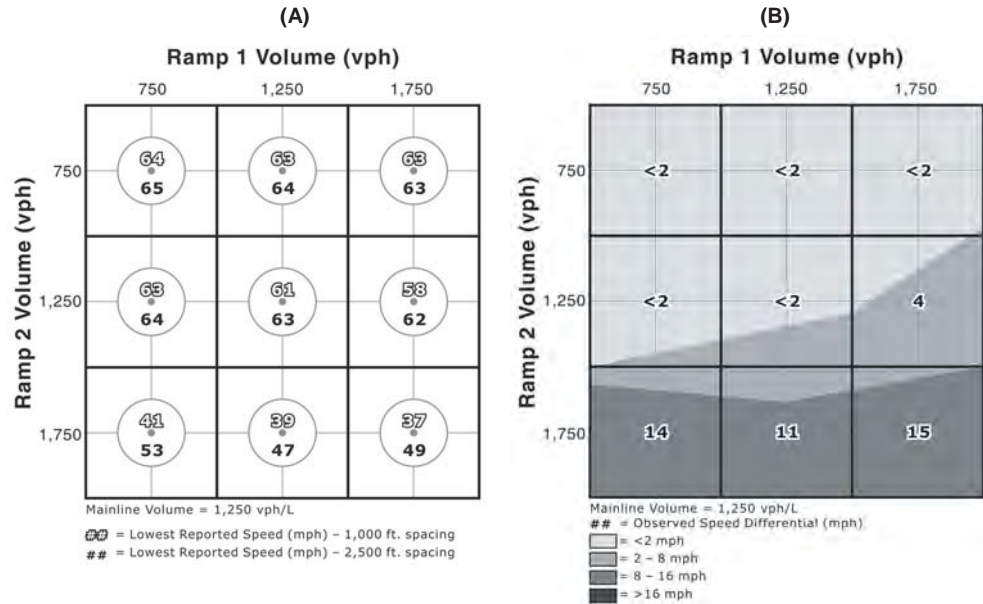 (A)
Ramp 1 Volume (vph)
750 1,250 1,750
Ramp 2 Volume (vph)
750
64 63 63
65 64 63
1,250
63 61 58
64 63 62
1,750
41 39 37
53 47 49
Mainline Volume = 1,250 vph/L
## = Lowest Reported Speed (mph) – 1,000 ft. spacing
## = Lowest Reported Speed (mph) – 2,500 ft. spacing
(B)
Ramp 1 Volume (vph)
750 1,250 1,750
Ramp 2 Volume (vph)
750 <2 <2 <2
1,250 <2 <2 4
1,750 14 11 15
Mainline Volume = 1,250 vph/L
## = Observed Speed Differential (mph)
= <2 mph
= 2 – 8 mph
= 8 – 16 mph
= >16 mph